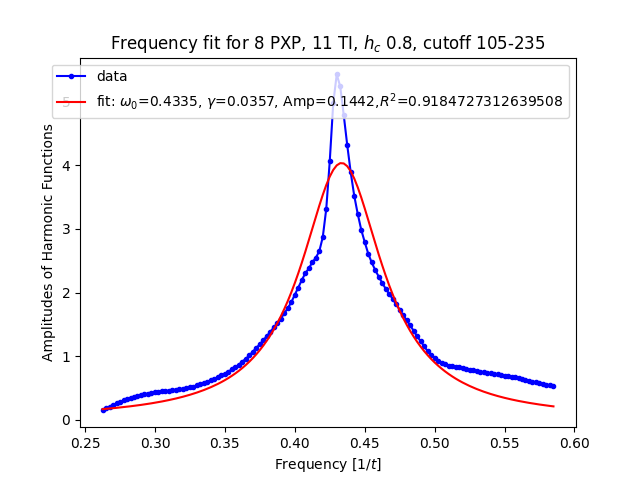 Frequency fit for 8 PXP, 11 TI, $h_c$ 0.8, cutoff 105-235
data
fit: $\omega_0$=0.4335, $\gamma$=0.0357, Amp=0.1442,$R^2$=0.9184727312639508
Amplitudes of Harmonic Functions
5
4
3
2
1
0
0.25 0.30 0.35 0.40 0.45 0.50 0.55 0.60
Frequency [1/$t$]